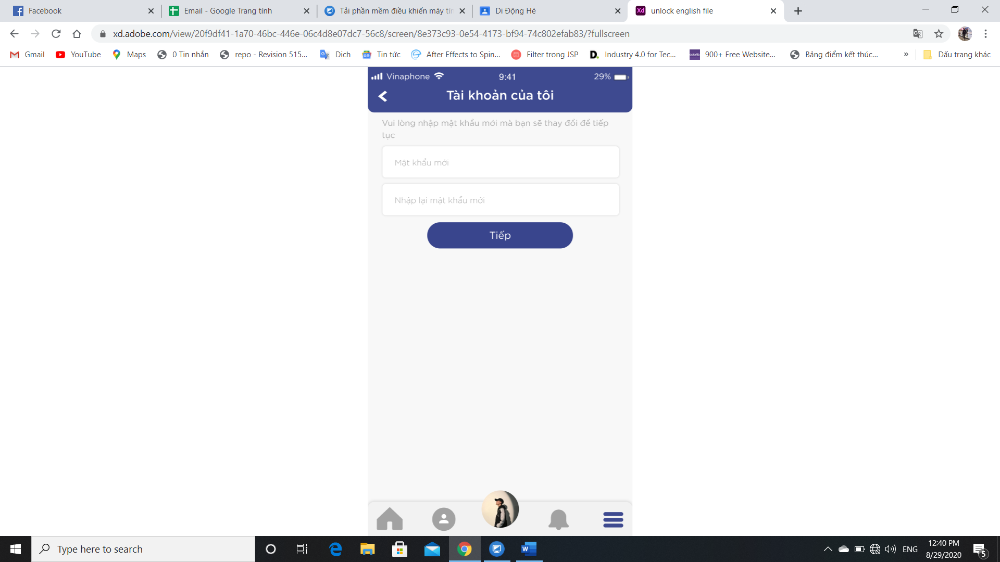 Facebook
Email - Google Trang tính
Tải phần mềm điều khiển máy tín
Di Động Hè
Xd unlock english file
xd.adobe.com/view/20f9df41-1a70-46bc-446e-06c4d8e07dc7-56c8/screen/8e373c93-0e54-4173-bf94-74c802efab83/?fullscreen
Gmail
YouTube
Maps
0 Tin nhắn
repo - Revision 515...
Dịch
Tin tức
After Effects to Spin...
Filter trong JSP
D. Industry 4.0 for Tec...
900+ Free Website...
Bảng điểm kết thúc...
»
Dấu trang khác
Vinaphone
9:41
29%
Tài khoản của tôi
Vui lòng nhập mật khẩu mới mà bạn sẽ thay đổi để tiếp
tục
Mật khẩu mới
Nhập lại mật khẩu mới
Tiếp
Type here to search
ENG
12:40 PM
8/29/2020
5